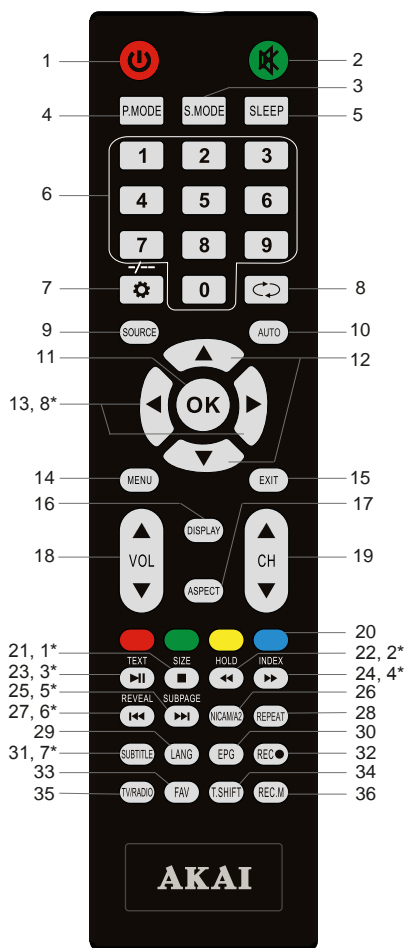 1
2
3
P.MODE
S.MODE
SLEEP
4
5
1
2
3
6
4
5
6
7
8
9
-/--
7
0
8
9
SOURCE
AUTO
10
11
12
OK
13, 8*
14
MENU
EXIT
15
16
DISPLAY
17
18
VOL
CH
19
ASPECT
20
21, 1*
TEXT
SIZE
HOLD
INDEX
22, 2*
23, 3*
24, 4*
25, 5*
REVEAL
SUBPAGE
26
27, 6*
NICAM/A2
REPEAT
28
29
30
31, 7*
SUBTITLE
LANG
EPG
REC
32
33
34
35
TV/RADIO
FAV
T.SHIFT
REC.M
36
AKAI